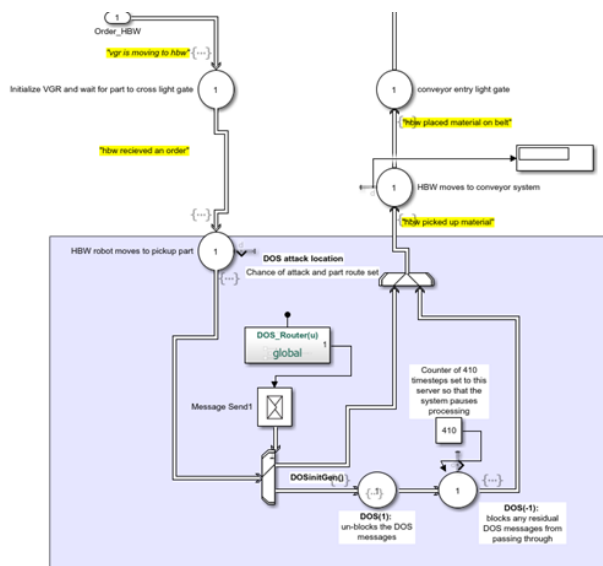 1
Order_HBW
"vgr is moving to hbw"
{...}
Initialize VGR and wait for part to cross light gate
1
1
conveyor entry light gate
"hbw recieved an order"
"hbw placed material on belt"
1
HBW moves to conveyor system
{...}
"hbw picked up material"
HBW robot moves to pickup part
1
{...}
DOS attack location
Chance of attack and part route set
DOS_Router(u)
1
global
Message Send1
Counter of 410
timesteps set to this
server so that the
system pauses
processing
410
DOSinitGen()
{...}
1
{...}
DOS(1):
un-blocks the DOS
messages
DOS(-1):
blocks any residual
DOS messages from
passing through